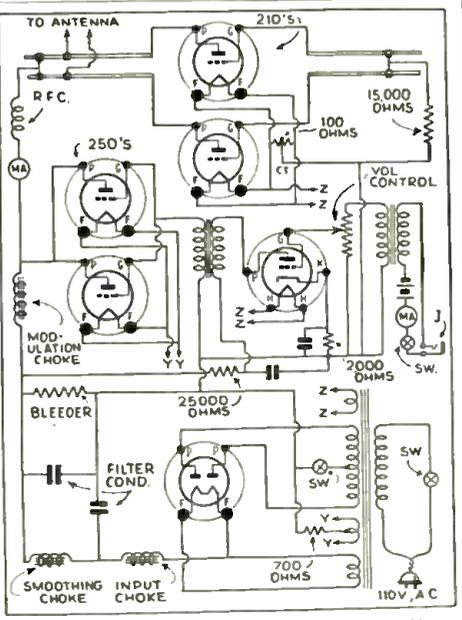 TO ANTENNA
210'S
P
G
R.F.C.
15,000
OHMS
100
OHMS
F
F
MA
250'S
P
G
C3
Z
Z
VOL
CONTROL
F
F
P
G
F
F
G
P
K
H
H
Z
Z
MA
J
SW.
MOD-
ULATION
CHOKE
F
F
Y Y
2000
OHMS
25000
OHMS
BLEEDER
Z
Z
P
P
FILTER
COND.
SW
SW
Y
Y
F
F
700
OHMS
SMOOTHING
CHOKE
INPUT
CHOKE
110V, A C